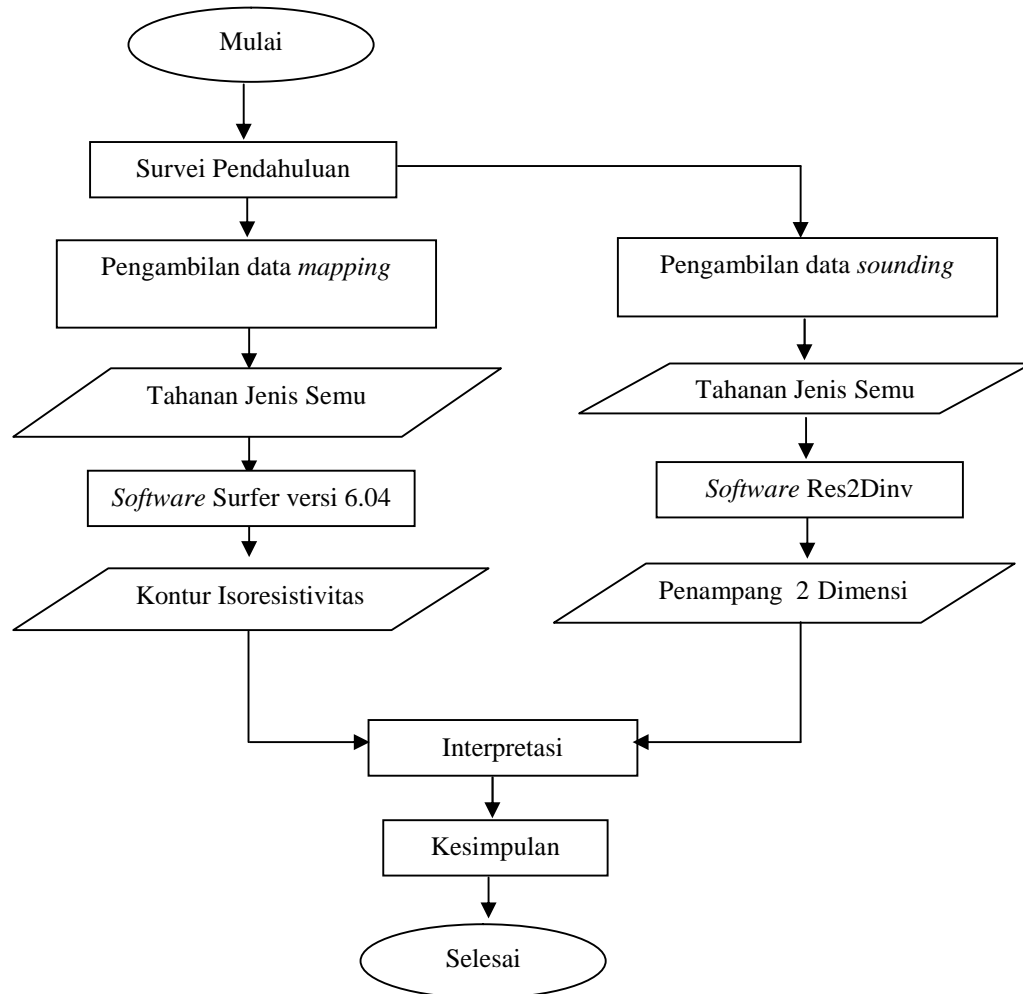 Mulai
Survei Pendahuluan
Pengambilan data mapping
Pengambilan data sounding
Tahanan Jenis Semu
Tahanan Jenis Semu
Software Surfer versi 6.04
Software Res2Dinv
Kontur Isoresistivitas
Penampang 2 Dimensi
Interpretasi
Kesimpulan
Selesai